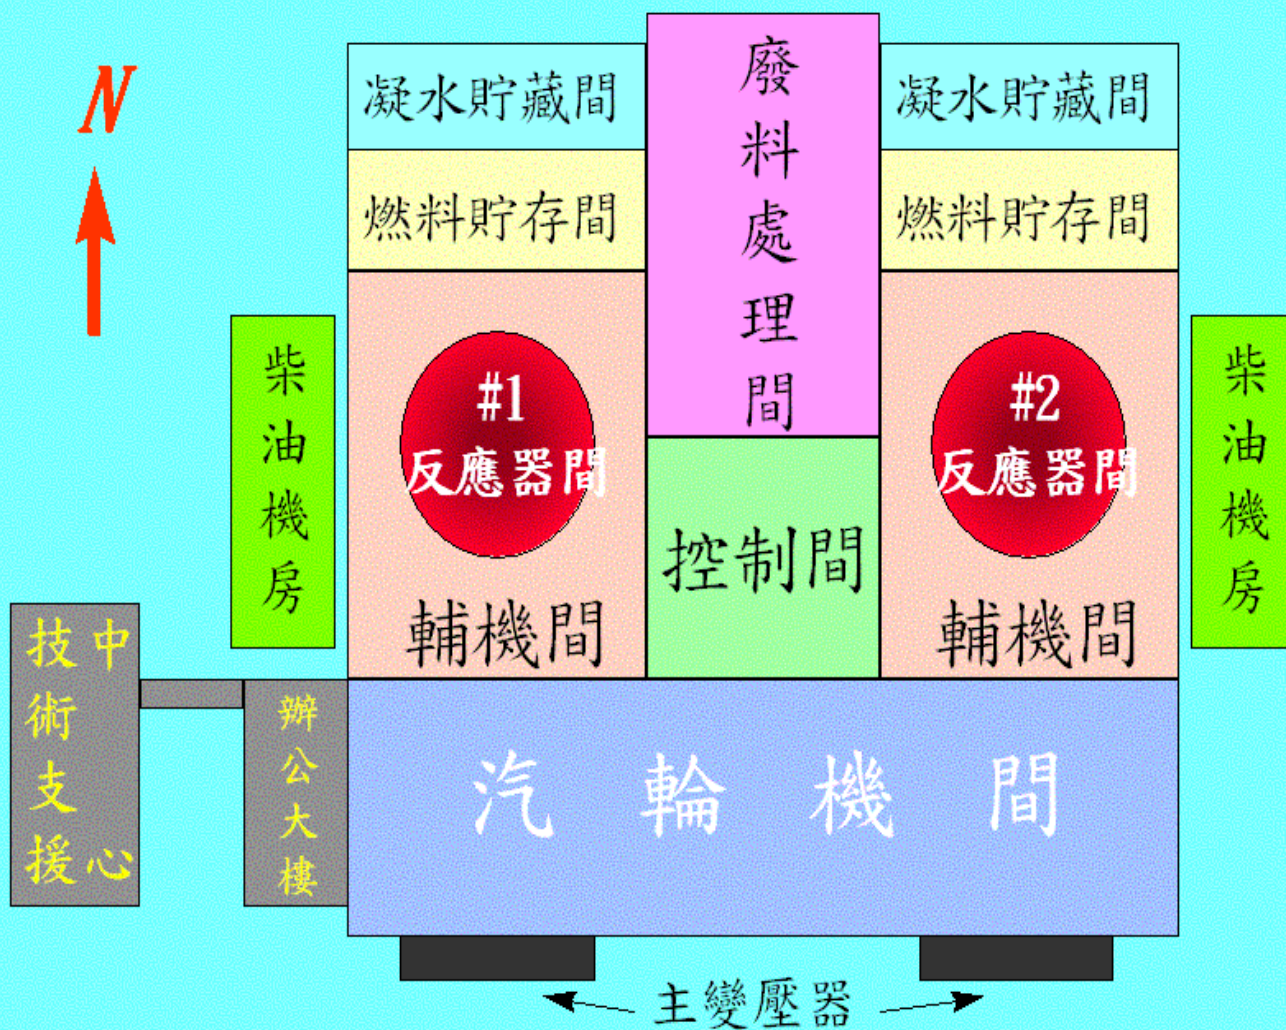 N
凝水貯藏間
廢料處理間
凝水貯藏間
燃料貯存間
燃料貯存間
柴油機房
#1
反應器間
輔機間
控制間
#2
反應器間
輔機間
柴油機房
技術支援
中心
辦公大樓
汽輪機間
主變壓器